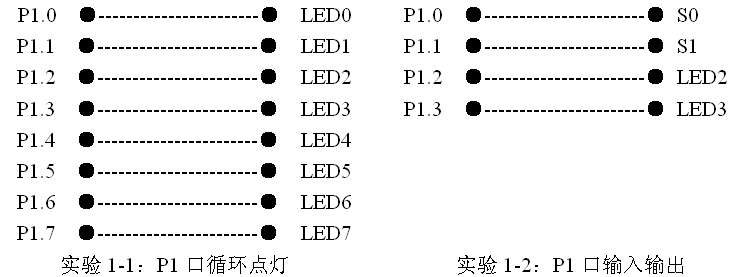 P1.0 LED0
P1.1 LED1
P1.2 LED2
P1.3 LED3
P1.4 LED4
P1.5 LED5
P1.6 LED6
P1.7 LED7
实验 1-1：P1 口循环点灯
P1.0 S0
P1.1 S1
P1.2 LED2
P1.3 LED3
实验 1-2：P1 口输入输出